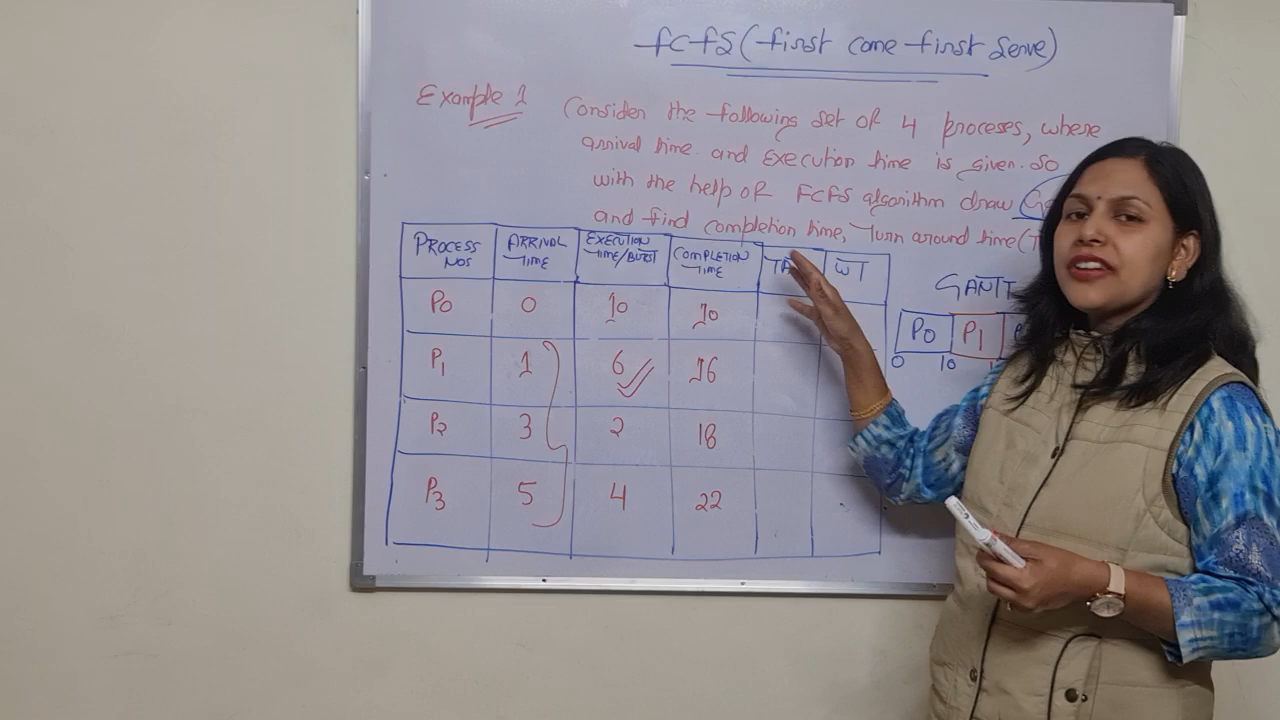 FCFS (first come first serve)
Example 1
Consider the following set of 4 proceses, where
arrival time and execution time is given. So
with the help of FCFS algorithm draw
and find completion time, Turn around time (T
PROCESS NOS ARRIVAL TIME EXECUTION TIME/BURST COMPLETION TIME TA WT
P0 0 10 10
P1 1 6 16
P2 3 2 18
P3 5 4 22
GANTT
P0 P1
0 10